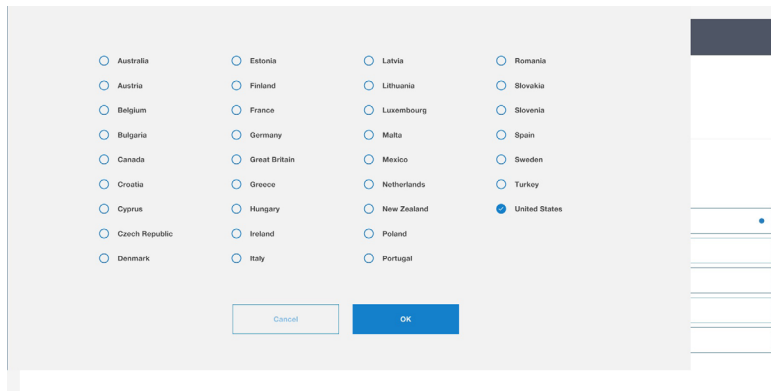 Australia
Austria
Belgium
Bulgaria
Canada
Croatia
Cyprus
Czech Republic
Denmark
Estonia
Finland
France
Germany
Great Britain
Greece
Hungary
Ireland
Italy
Latvia
Lithuania
Luxembourg
Malta
Mexico
Netherlands
New Zealand
Poland
Portugal
Romania
Slovakia
Slovenia
Spain
Sweden
Turkey
United States
Cancel
OK